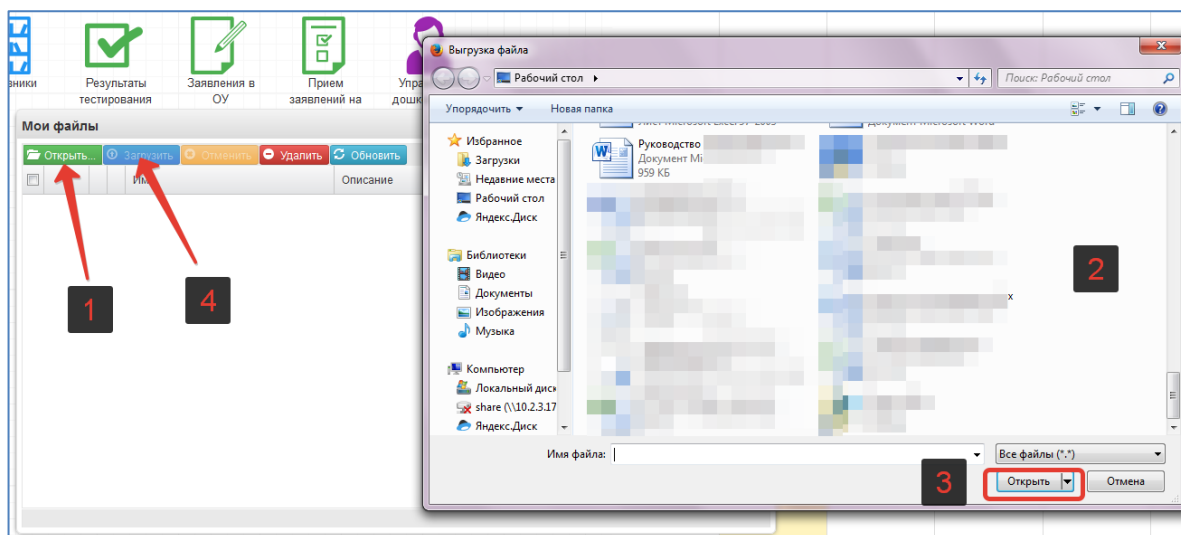 зники
Результаты
тестирования
Заявления в
ОУ
Прием
заявлений на
Упра
дошк
Мои файлы
Открыть...
Загрузить
Отменить
Удалить
Обновить
Описание
1
4
Выгрузка файла
Рабочий стол
Поиск: Рабочий стол
Упорядочить
Новая папка
Избранное
Загрузки
Недавние места
Рабочий стол
Яндекс.Диск
Библиотеки
Видео
Документы
Изображения
Музыка
Компьютер
Локальный диск
share (\\10.2.3.17
Яндекс.Диск
Руководство
Документ Mi
959 КБ
х
2
Имя файла:
Все файлы (*.*)
3
Открыть
Отмена